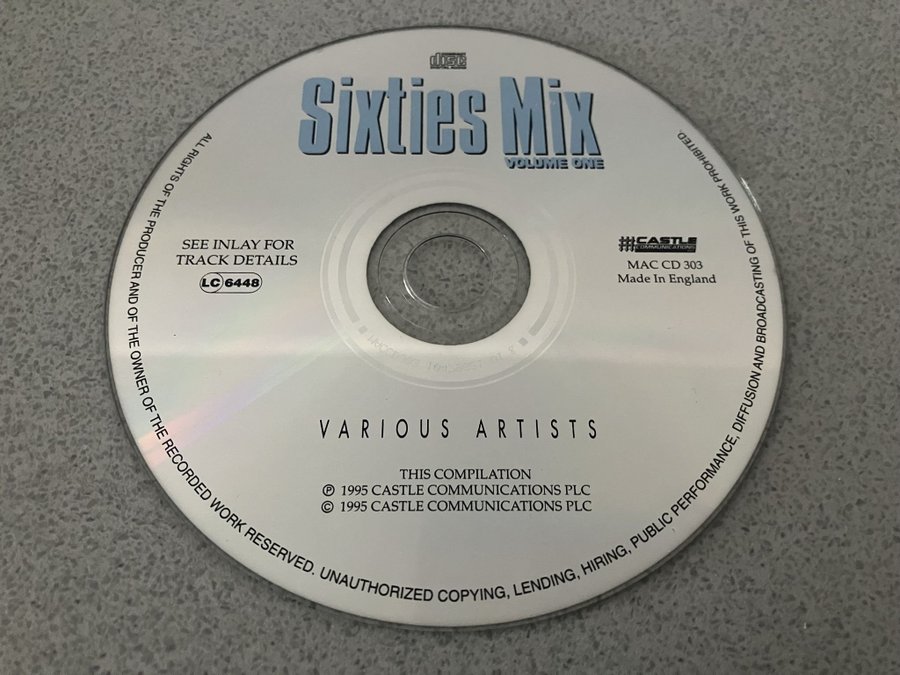 disc
Sixties Mix
VOLUME ONE
SEE INLAY FOR
TRACK DETAILS
LC 6448
CASTLE
COMMUNICATIONS
MAC CD 303
Made In England
VARIOUS ARTISTS
THIS COMPILATION
℗ 1995 CASTLE COMMUNICATIONS PLC
© 1995 CASTLE COMMUNICATIONS PLC
ALL RIGHTS OF THE PRODUCER AND OF THE OWNER OF THE RECORDED WORK RESERVED. UNAUTHORIZED COPYING, LENDING, HIRING, PUBLIC PERFORMANCE, DIFFUSION AND BROADCASTING OF THIS WORK PROHIBITED.